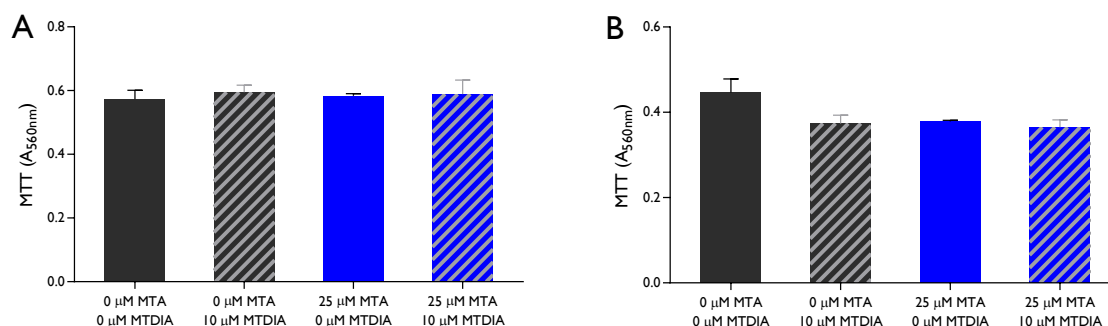 A
MTT (A560nm)
0.8
0.6
0.4
0.2
0.0
0 μM MTA
0 μM MTDIA
0 μM MTA
10 μM MTDIA
25 μM MTA
0 μM MTDIA
25 μM MTA
10 μM MTDIA
B
MTT (A560nm)
0.6
0.4
0.2
0.0
0 μM MTA
0 μM MTDIA
0 μM MTA
10 μM MTDIA
25 μM MTA
0 μM MTDIA
25 μM MTA
10 μM MTDIA